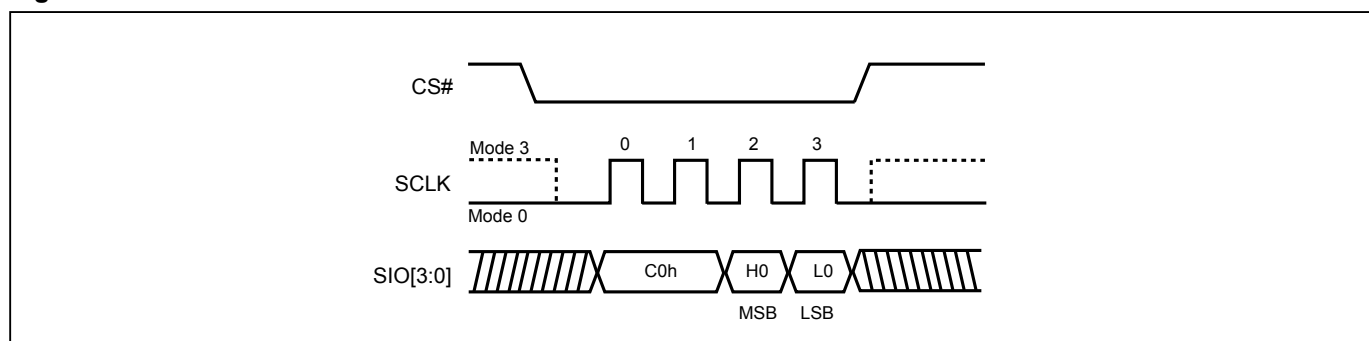 CS#
Mode 3
0 1 2 3
SCLK
Mode 0
SIO[3:0]
C0h H0 L0
MSB LSB